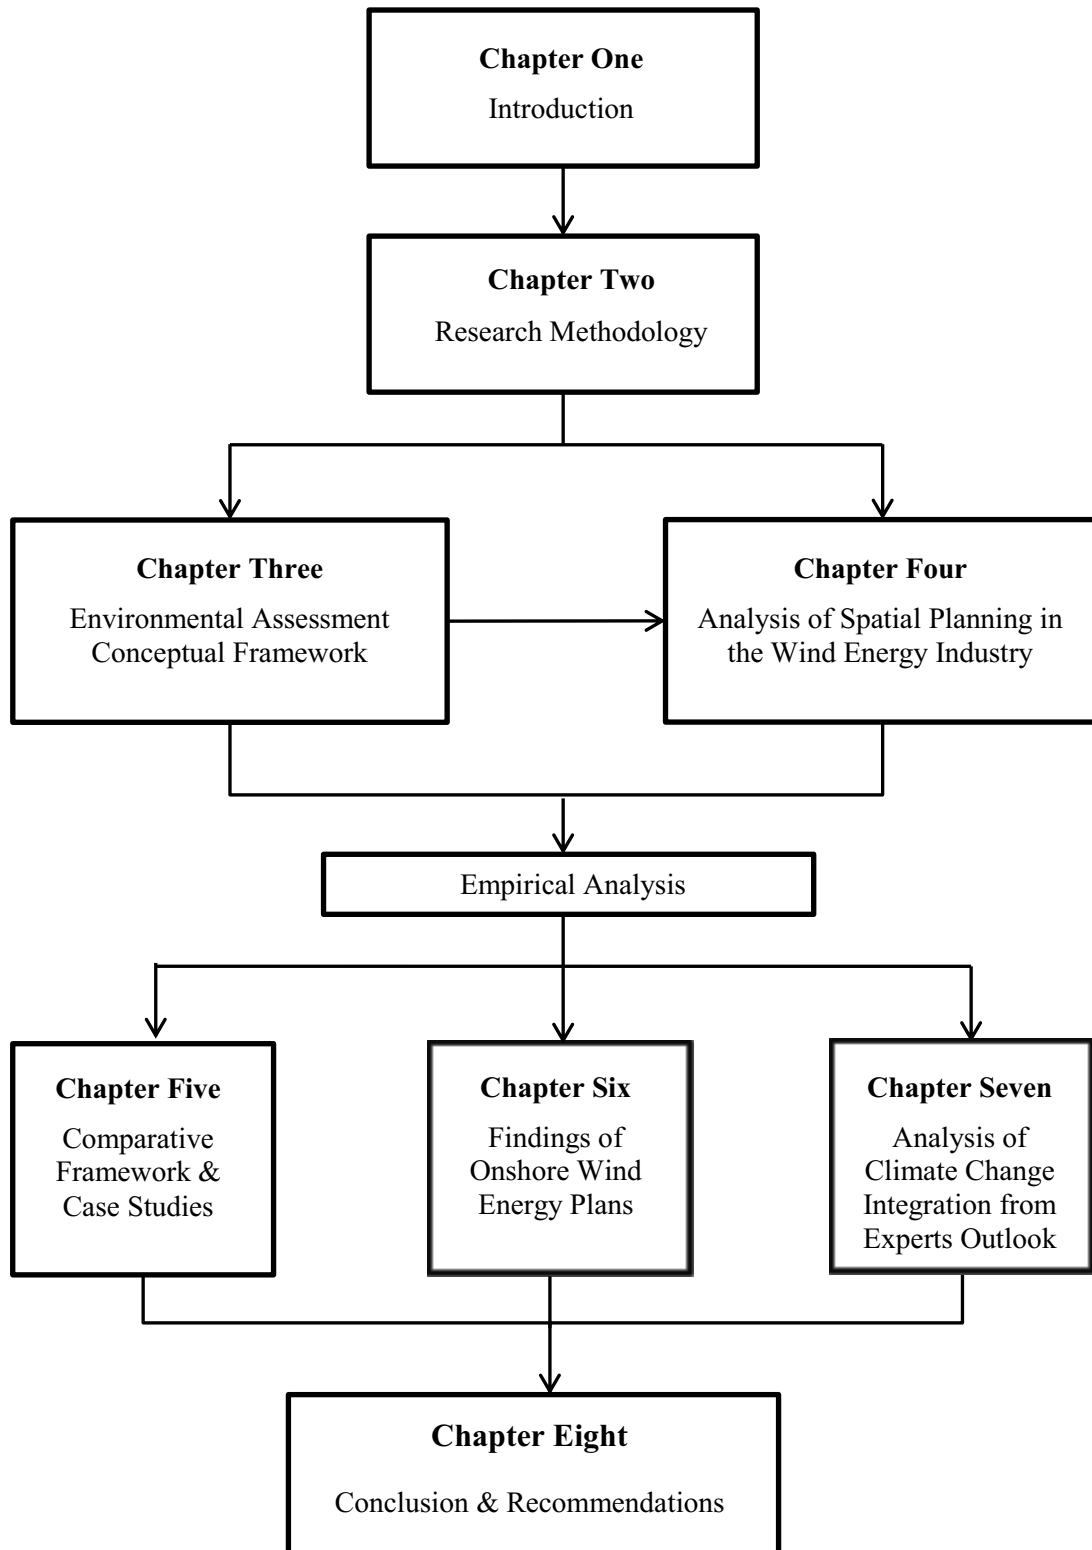 Chapter One
Introduction
Chapter Two
Research Methodology
Chapter Three
Environmental Assessment
Conceptual Framework
Chapter Four
Analysis of Spatial Planning in
the Wind Energy Industry
Empirical Analysis
Chapter Five
Comparative
Framework &
Case Studies
Chapter Six
Findings of
Onshore Wind
Energy Plans
Chapter Seven
Analysis of
Climate Change
Integration from
Experts Outlook
Chapter Eight
Conclusion & Recommendations